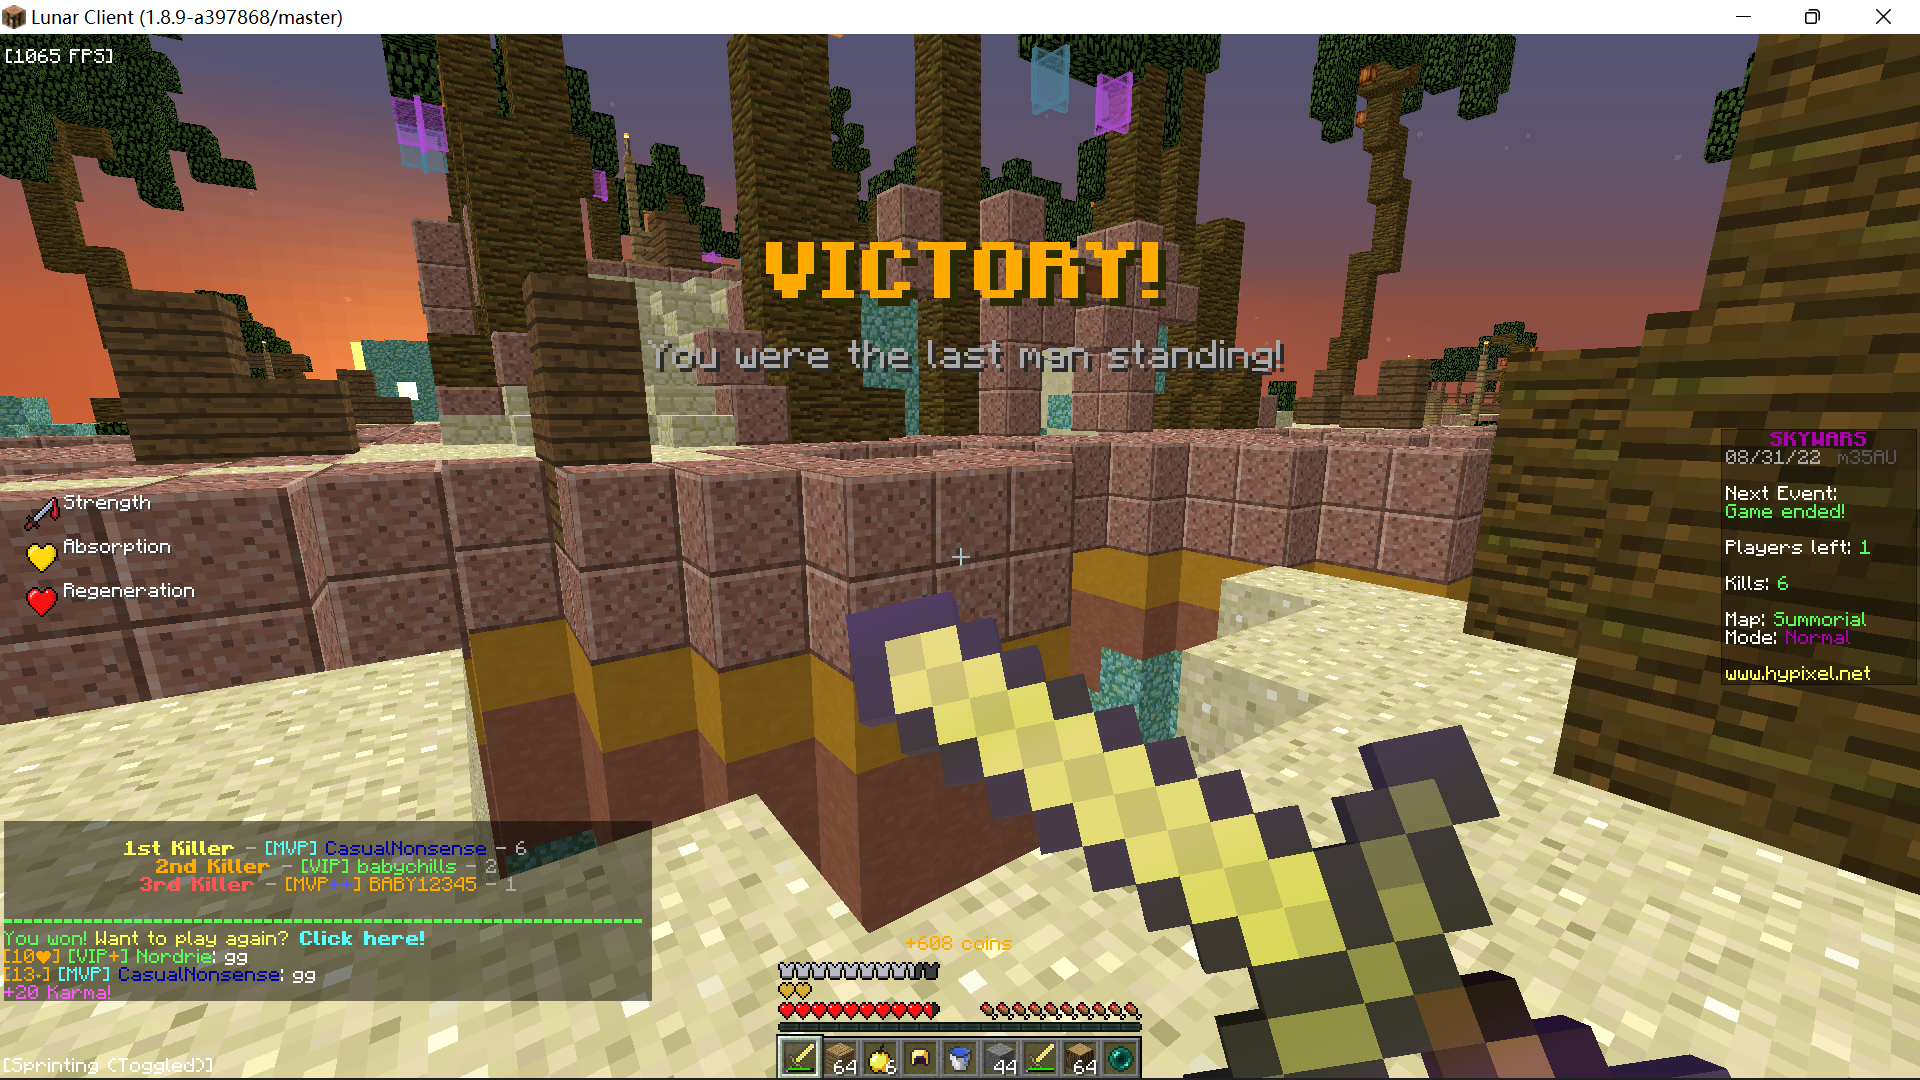 Lunar Client (1.8.9-a397868/master)
[1065 FPS]
VICTORY!
You were the last man standing!
Strength
Absorption
Regeneration
SKYWARS
08/31/22 m35AU
Next Event:
Game ended!
Players left: 1
Kills: 6
Map: Summorial
Mode: Normal
www.hypixel.net
1st Killer - [MVP] CasualNonsense - 6
2nd Killer - [VIP] babychills - 2
3rd Killer - [MVP++] BABY12345 - 1
You won! Want to play again? Click here!
[10♥] [VIP+] Nordrie: gg
[13⋆] [MVP] CasualNonsense: gg
+20 Karma!
+608 coins
[Sprinting (Toggled)]
64 6 44 64